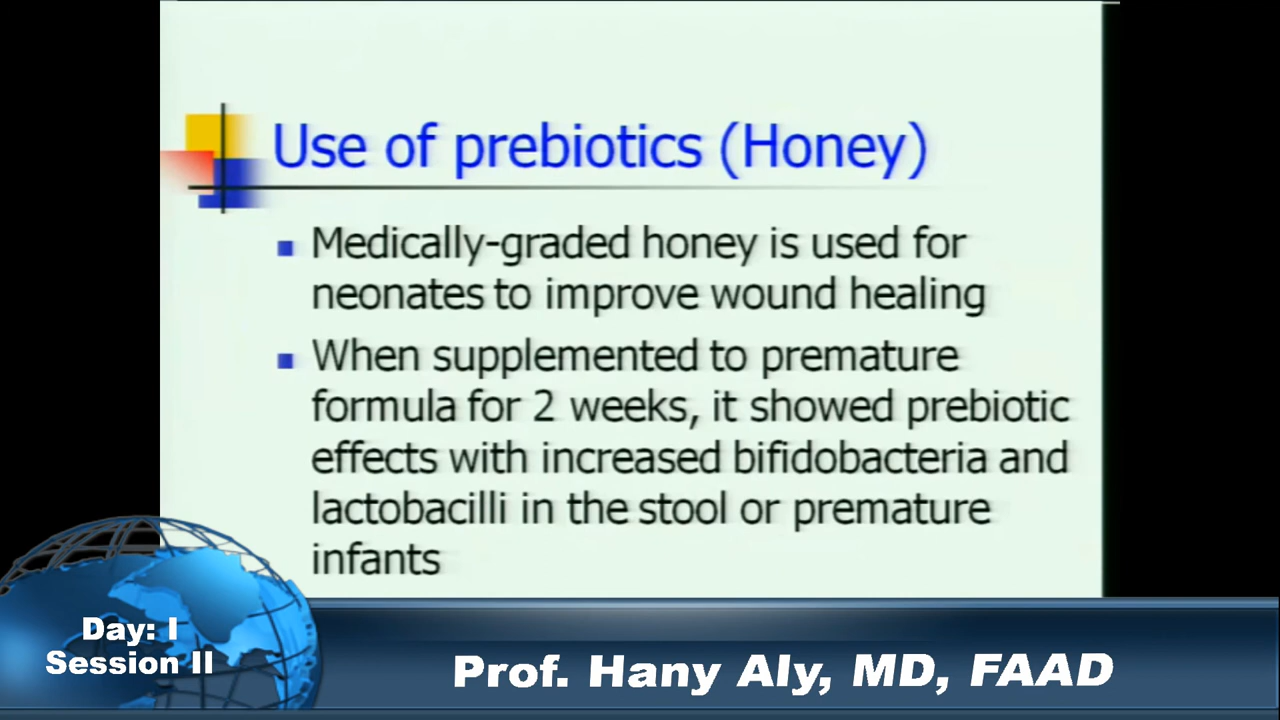 Use of prebiotics (Honey)
Medically-graded honey is used for
neonates to improve wound healing
When supplemented to premature
formula for 2 weeks, it showed prebiotic
effects with increased bifidobacteria and
lactobacilli in the stool or premature
infants
Day: I
Session II
Prof. Hany Aly, MD, FAAD